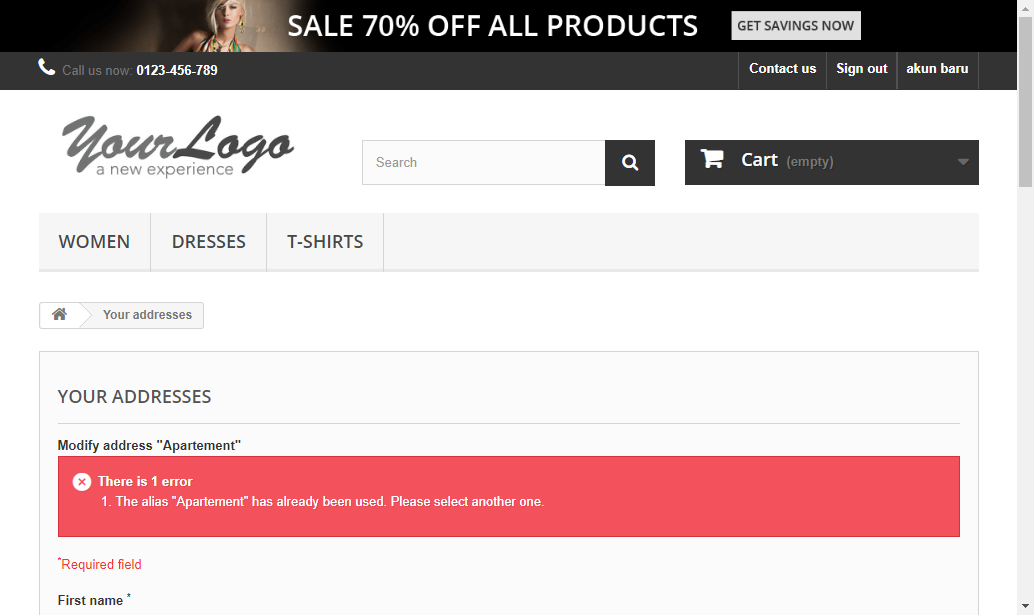 SALE 70% OFF ALL PRODUCTS GET SAVINGS NOW
Call us now: 0123-456-789 Contact us Sign out akun baru
YourLogo
a new experience
Search Cart (empty)
WOMEN DRESSES T-SHIRTS
Your addresses
YOUR ADDRESSES
Modify address "Apartement"
There is 1 error
1. The alias "Apartement" has already been used. Please select another one.
*Required field
First name *